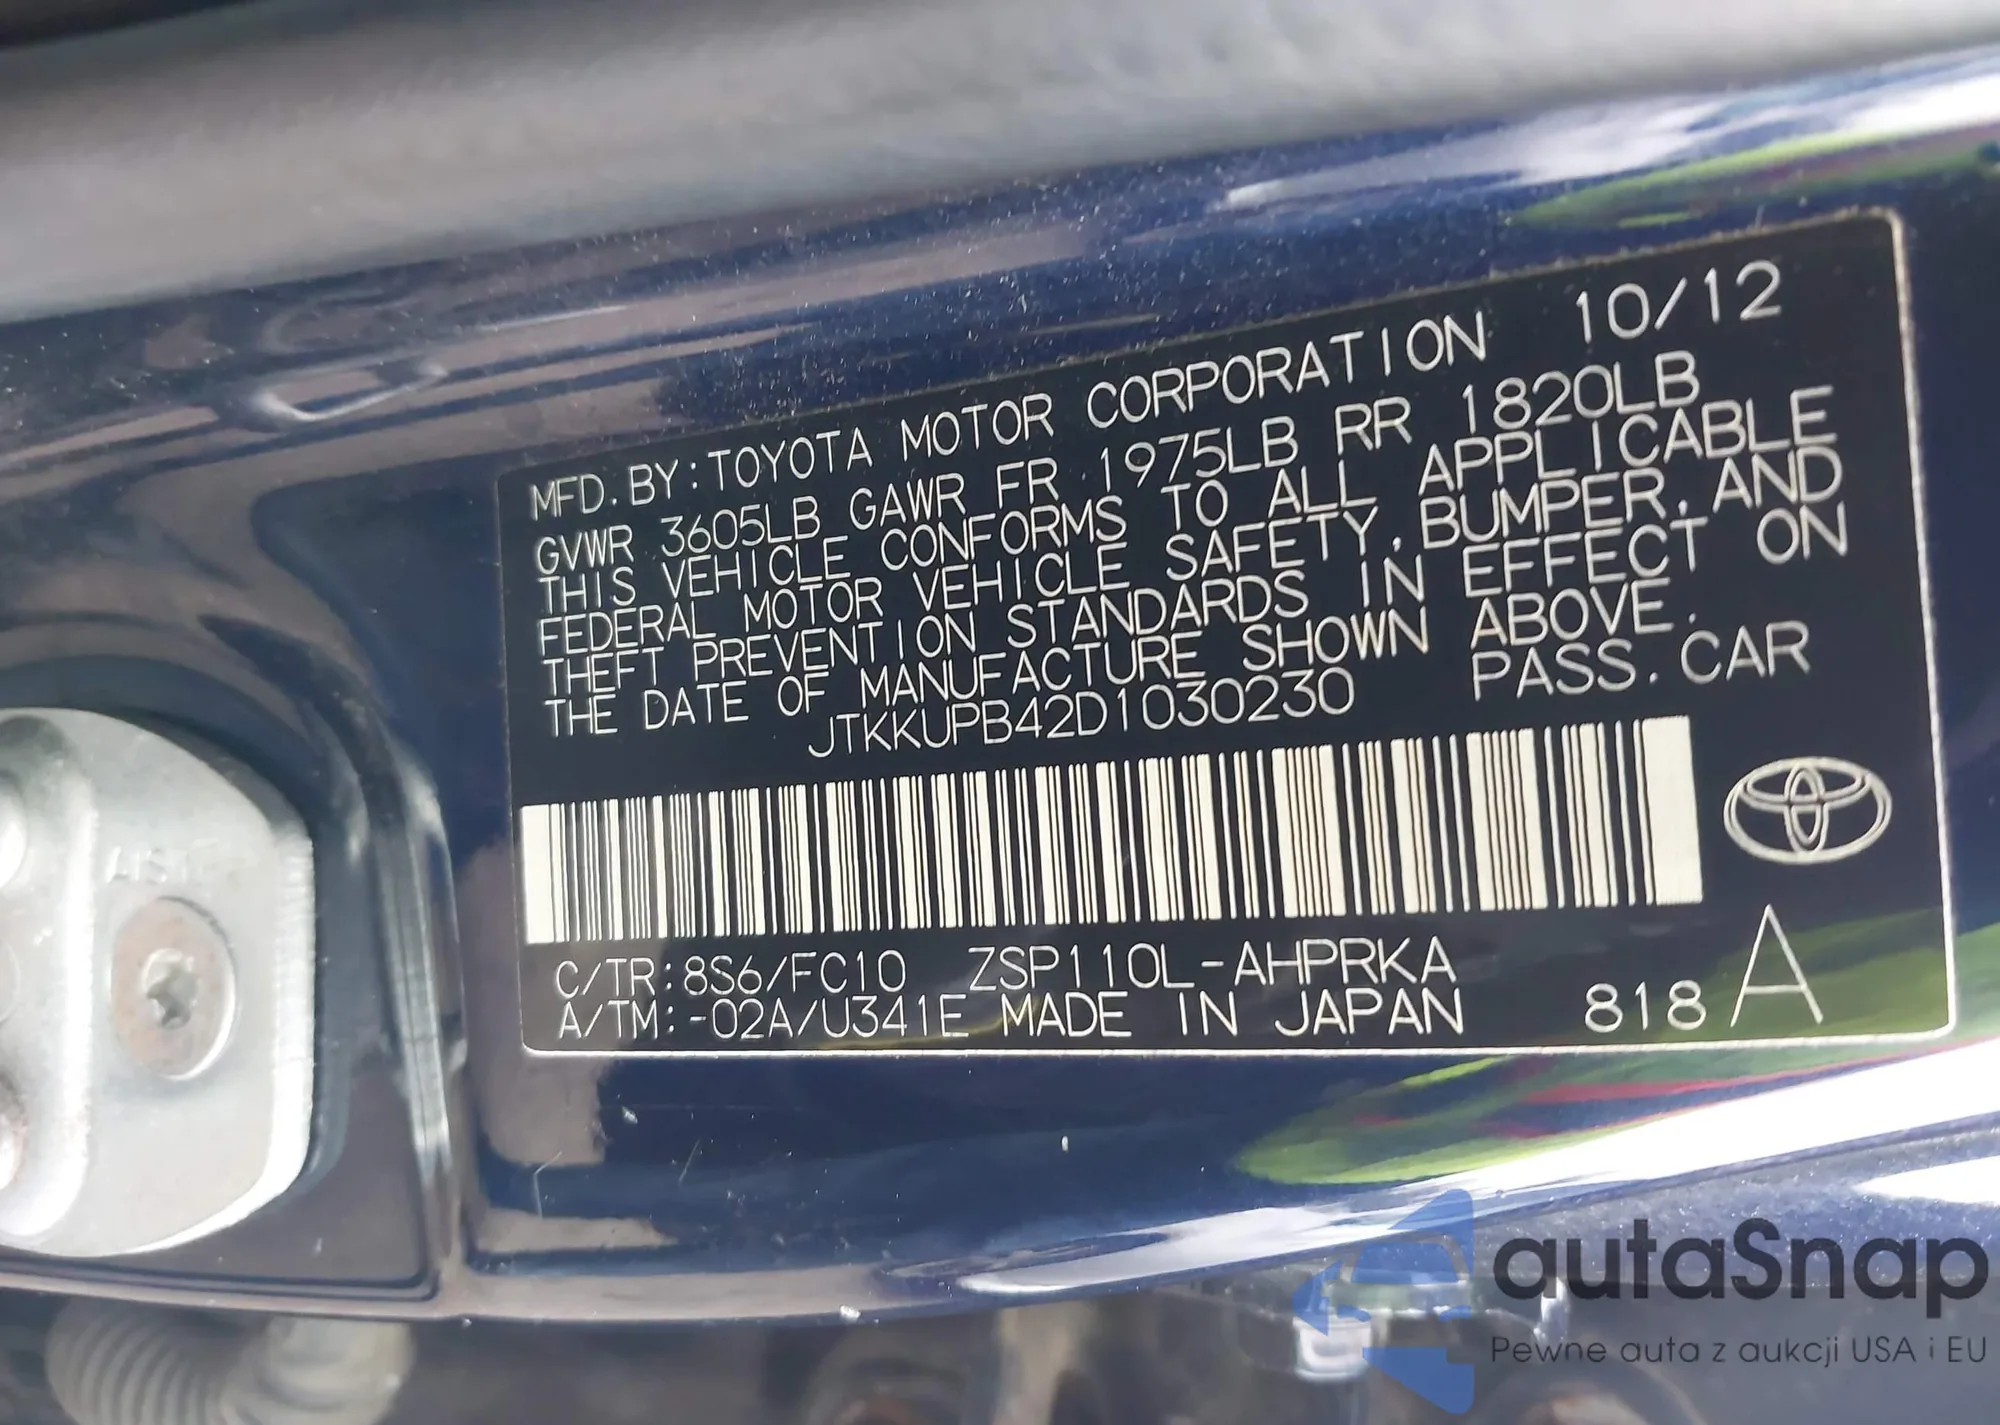 MFD. BY: TOYOTA MOTOR CORPORATION 10/12
GVWR 3605LB GAWR FR 1975LB RR 1820LB
THIS VEHICLE CONFORMS TO ALL APPLICABLE
FEDERAL MOTOR VEHICLE SAFETY, BUMPER, AND
THEFT PREVENTION STANDARDS IN EFFECT ON
THE DATE OF MANUFACTURE SHOWN ABOVE.
JTKKUPB42D1030230 PASS. CAR
C/TR: 8S6/FC10 ZSP110L-AHPRKA
A/TM: -02A/U341E MADE IN JAPAN 818 A
autaSnap
Pewne auta z aukcji USA i EU